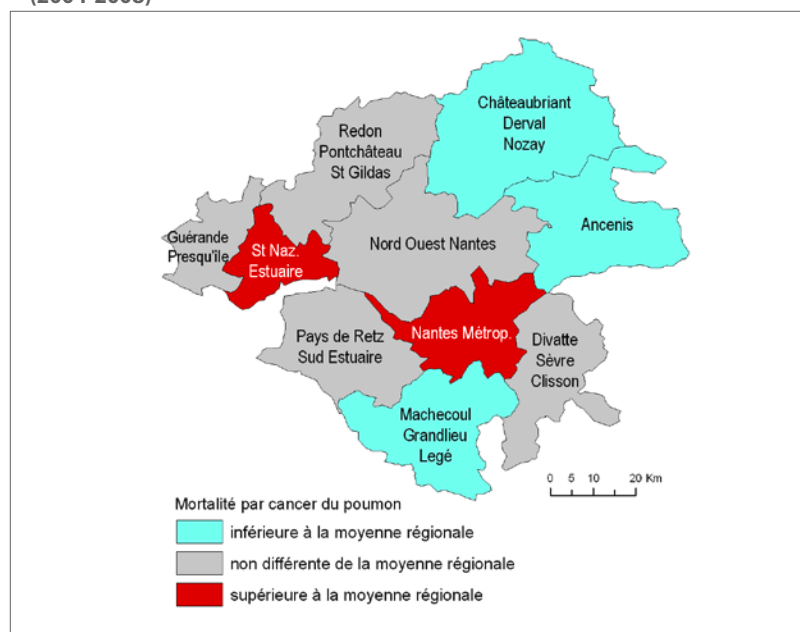 Châteaubriant
Derval
Nozay
Redon
Pontchâteau
St Gildas
Ancenis
Guérande
Presqu'île
St Naz.
Estuaire
Nord Ouest Nantes
Nantes Métrop.
Pays de Retz
Sud Estuaire
Divatte
Sèvre
Clisson
Machecoul
Grandlieu
Legé
0 5 10 20 Km
Mortalité par cancer du poumon
inférieure à la moyenne régionale
non différente de la moyenne régionale
supérieure à la moyenne régionale